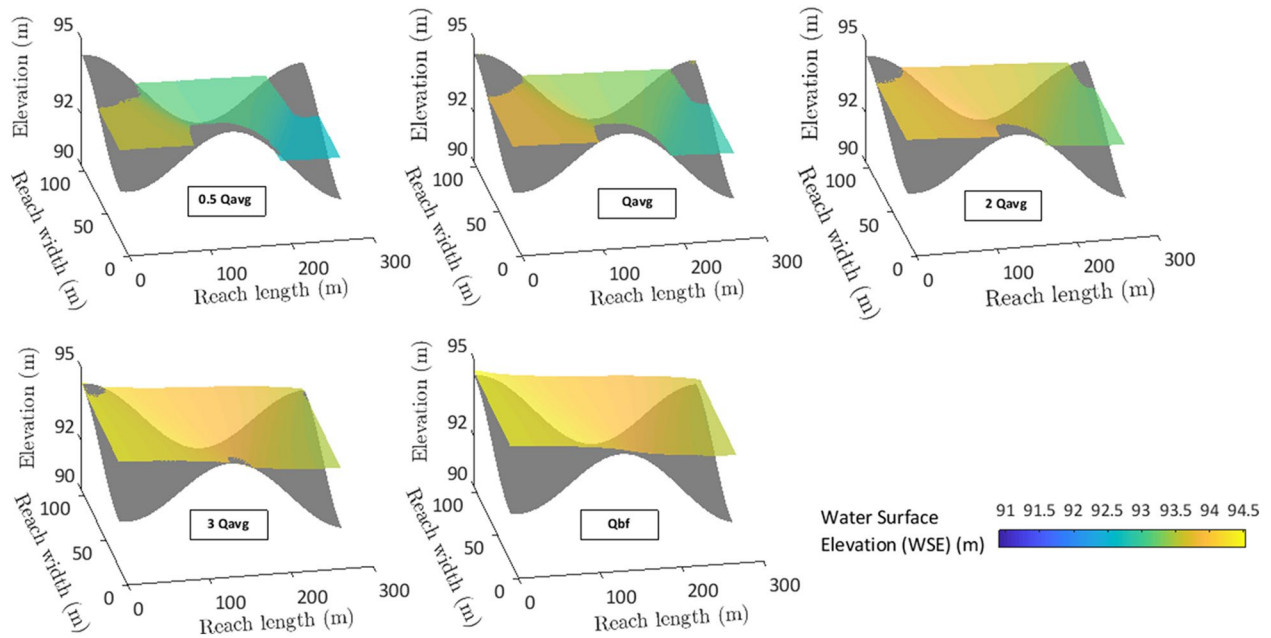 95
Elevation (m)
92
90
100
Reach width (m)
50
0
0
100
200
300
Reach length (m)
0.5 Qavg
95
Elevation (m)
92
90
100
Reach width (m)
50
0
0
100
200
300
Reach length (m)
Qavg
95
Elevation (m)
92
90
100
Reach width (m)
50
0
0
100
200
300
Reach length (m)
2 Qavg
95
Elevation (m)
92
90
100
Reach width (m)
50
0
0
100
200
300
Reach length (m)
3 Qavg
95
Elevation (m)
92
90
100
Reach width (m)
50
0
0
100
200
300
Reach length (m)
Qbf
Water Surface
Elevation (WSE) (m)
91 91.5 92 92.5 93 93.5 94 94.5